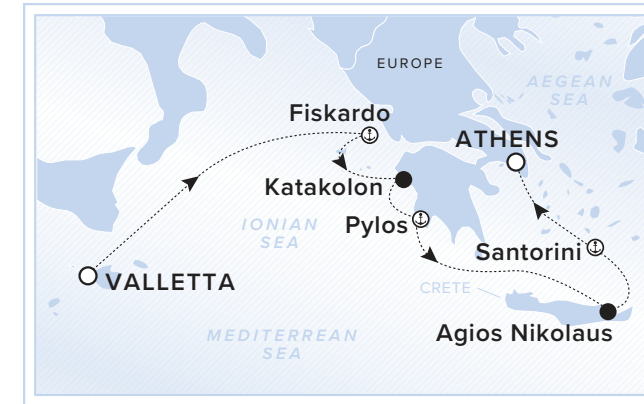 EUROPE
AEGEAN
SEA
Fiskardo
ATHENS
Katakolon
IONIAN
SEA
Pylos
Santorini
VALLETTA
CRETE
MEDITERREAN
SEA
Agios Nikolaus